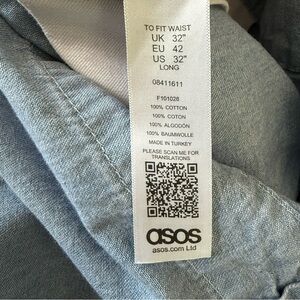 TO FIT WAIST
UK 32"
EU 42
US 32"
LONG
08411611
F101028
100% COTTON
100% COTON
100% ALGODÓN
100% BAUMWOLLE
MADE IN TURKEY
PLEASE SCAN ME FOR
TRANSLATIONS
asos
asos.com Ltd